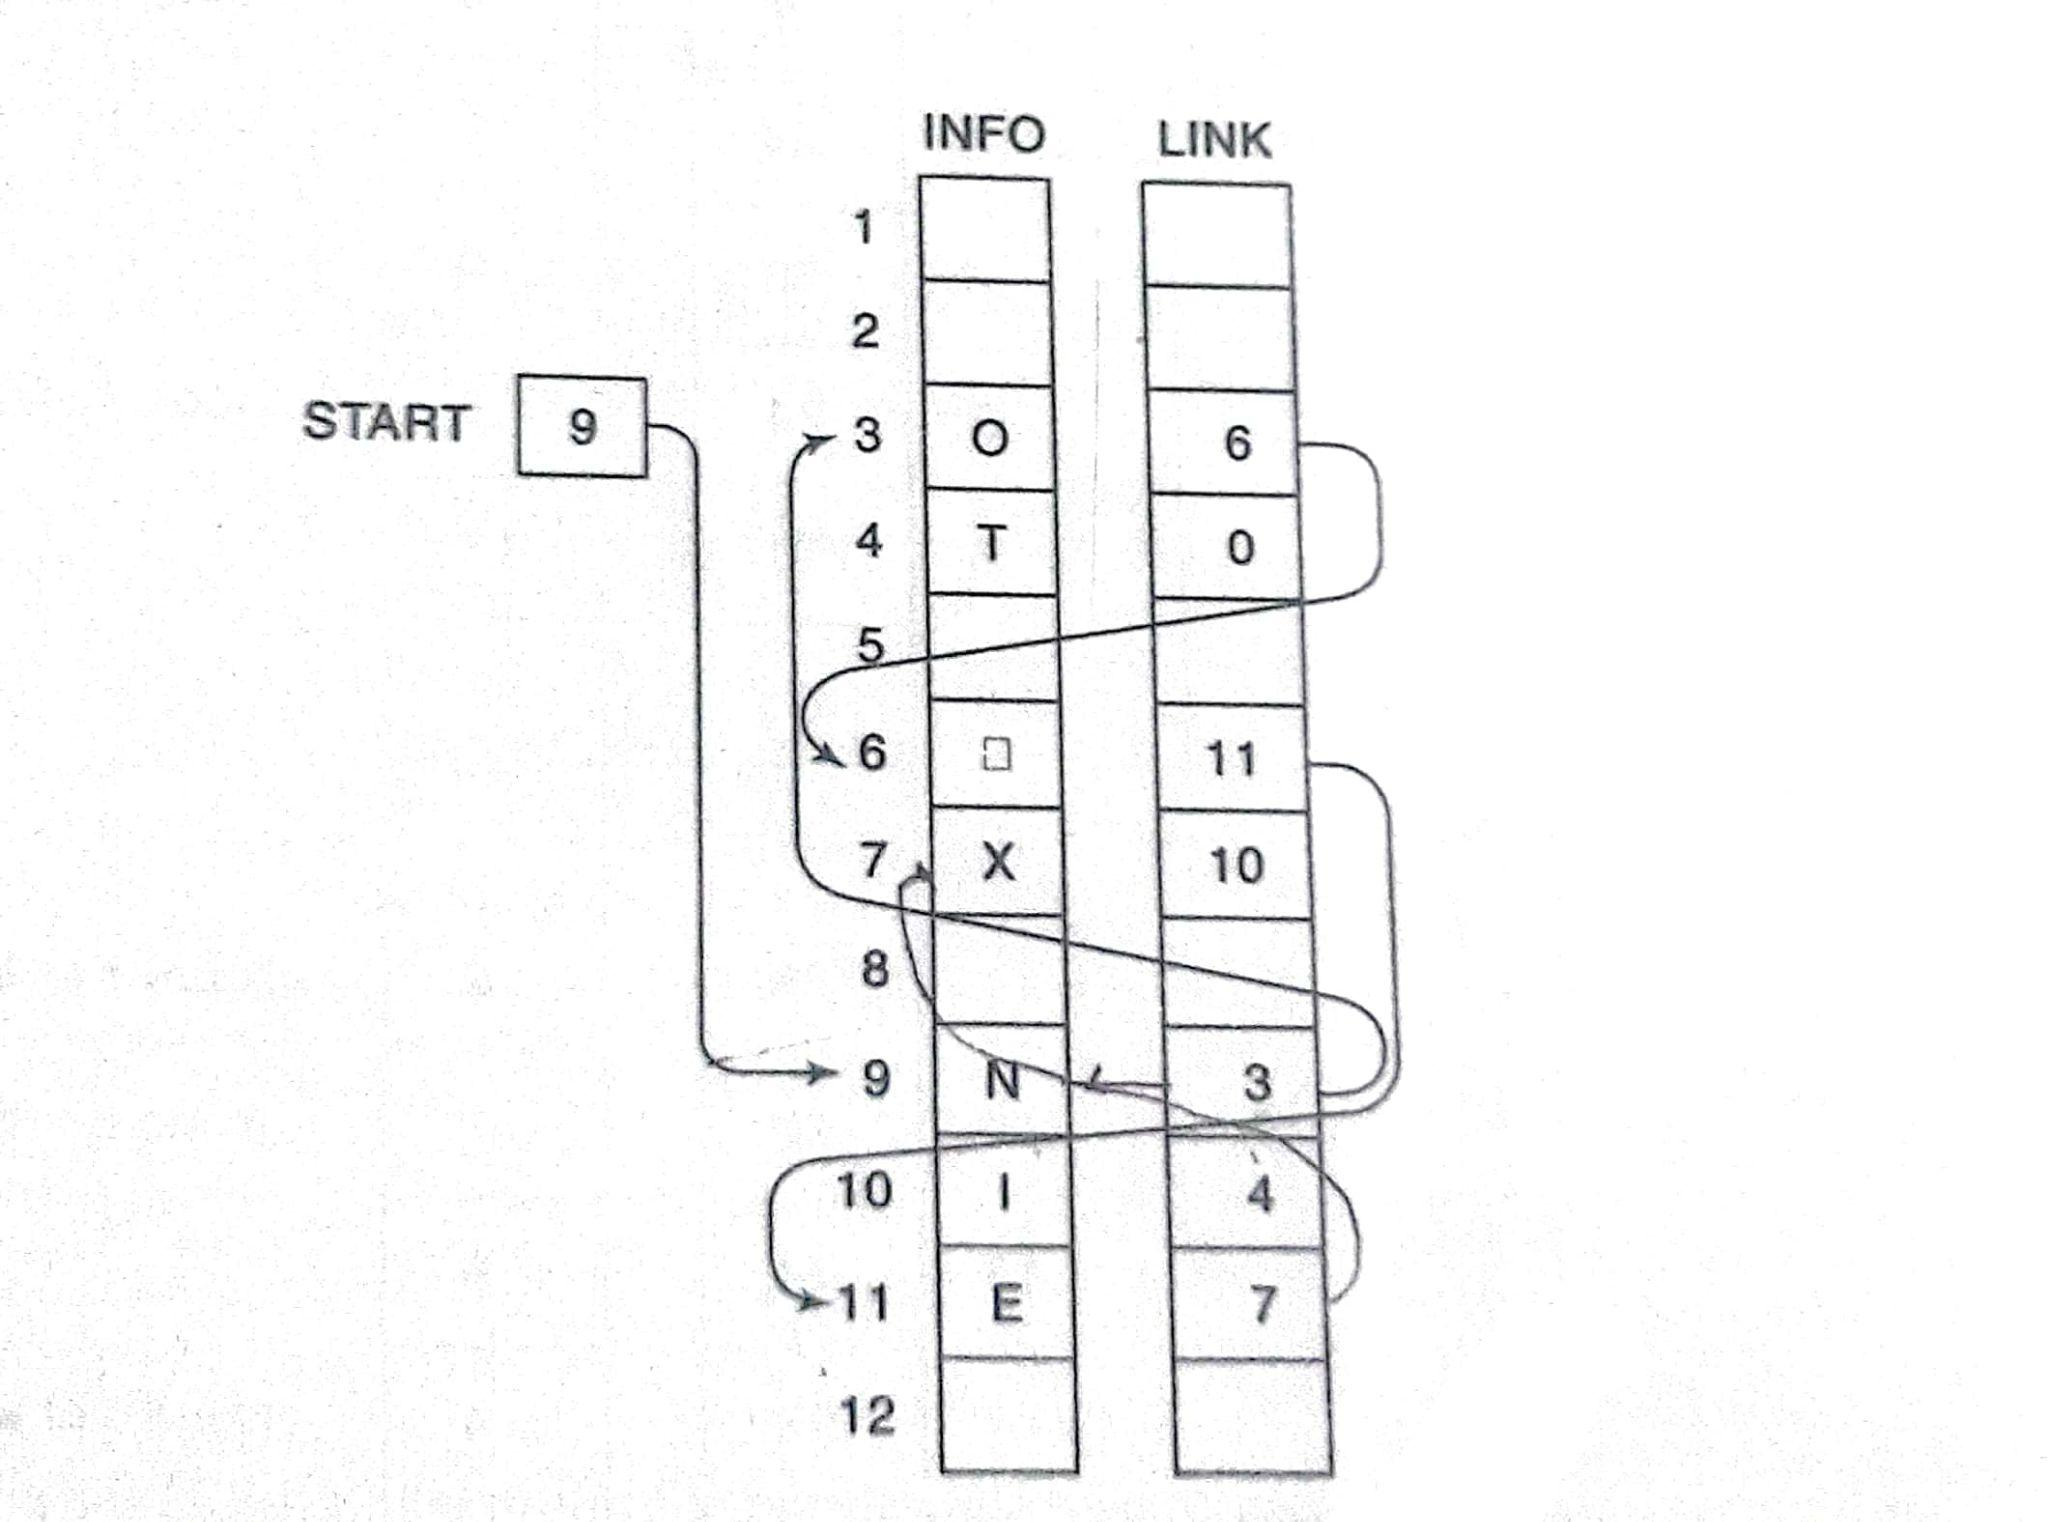 INFO LINK
1
2
START 9
3 O 6
4 T 0
5
6 □ 11
7 X 10
8
9 N 3
10 I 4
11 E 7
12